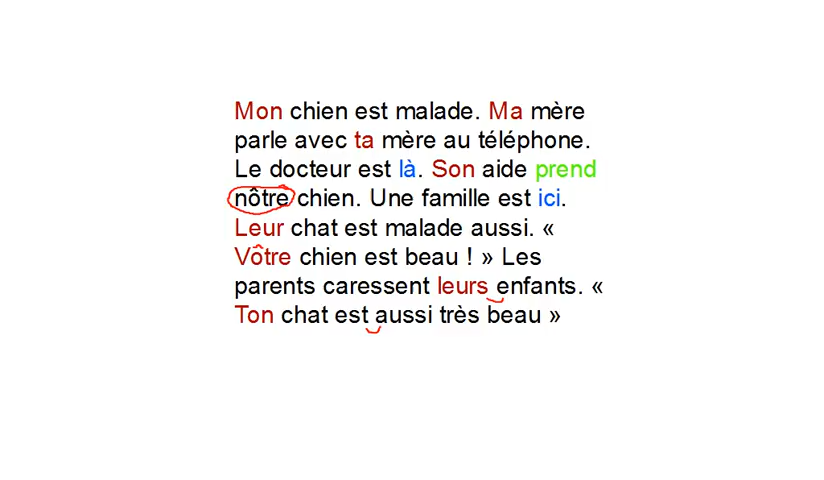 Mon chien est malade. Ma mère
parle avec ta mère au téléphone.
Le docteur est là. Son aide prend
nôtre chien. Une famille est ici.
Leur chat est malade aussi. «
Vôtre chien est beau ! » Les
parents caressent leurs enfants. «
Ton chat est aussi très beau »